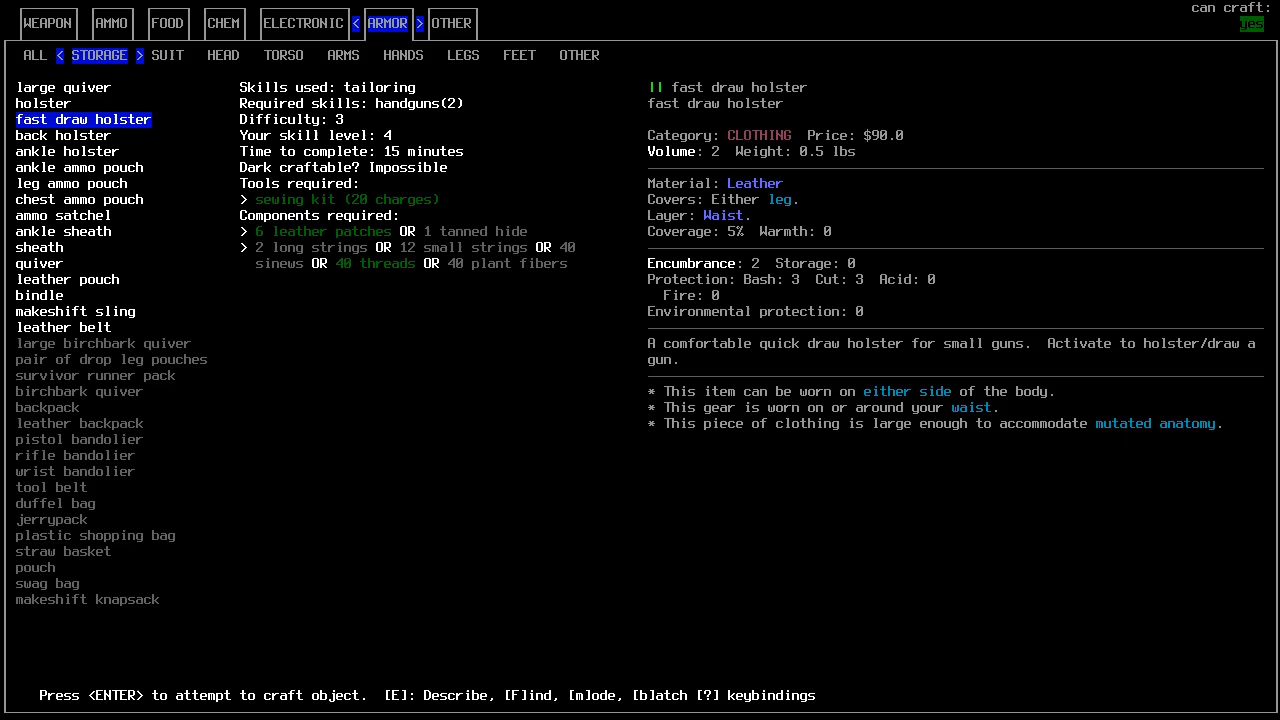 can craft:
WEAPON AMMO FOOD CHEM ELECTRONIC < ARMOR > OTHER yes
ALL < STORAGE > SUIT HEAD TORSO ARMS HANDS LEGS FEET OTHER
large quiver
holster
fast draw holster
back holster
ankle holster
ankle ammo pouch
leg ammo pouch
chest ammo pouch
ammo satchel
ankle sheath
sheath
quiver
leather pouch
bindle
makeshift sling
leather belt
large birchbark quiver
pair of drop leg pouches
survivor runner pack
birchbark quiver
backpack
leather backpack
pistol bandolier
rifle bandolier
wrist bandolier
tool belt
duffel bag
jerrypack
plastic shopping bag
straw basket
pouch
swag bag
makeshift knapsack
Skills used: tailoring
Required skills: handguns(2)
Difficulty: 3
Your skill level: 4
Time to complete: 15 minutes
Dark craftable? Impossible
Tools required:
> sewing kit (20 charges)
Components required:
> 6 leather patches OR 1 tanned hide
> 2 long strings OR 12 small strings OR 40
sinews OR 40 threads OR 40 plant fibers
|| fast draw holster
fast draw holster
Category: CLOTHING Price: $90.0
Volume: 2 Weight: 0.5 lbs
Material: Leather
Covers: Either leg.
Layer: Waist.
Coverage: 5% Warmth: 0
Encumbrance: 2 Storage: 0
Protection: Bash: 3 Cut: 3 Acid: 0
Fire: 0
Environmental protection: 0
A comfortable quick draw holster for small guns. Activate to holster/draw a
gun.
* This item can be worn on either side of the body.
* This gear is worn on or around your waist.
* This piece of clothing is large enough to accommodate mutated anatomy.
Press <ENTER> to attempt to craft object. [E]: Describe, [F]ind, [m]ode, [b]atch [?] keybindings